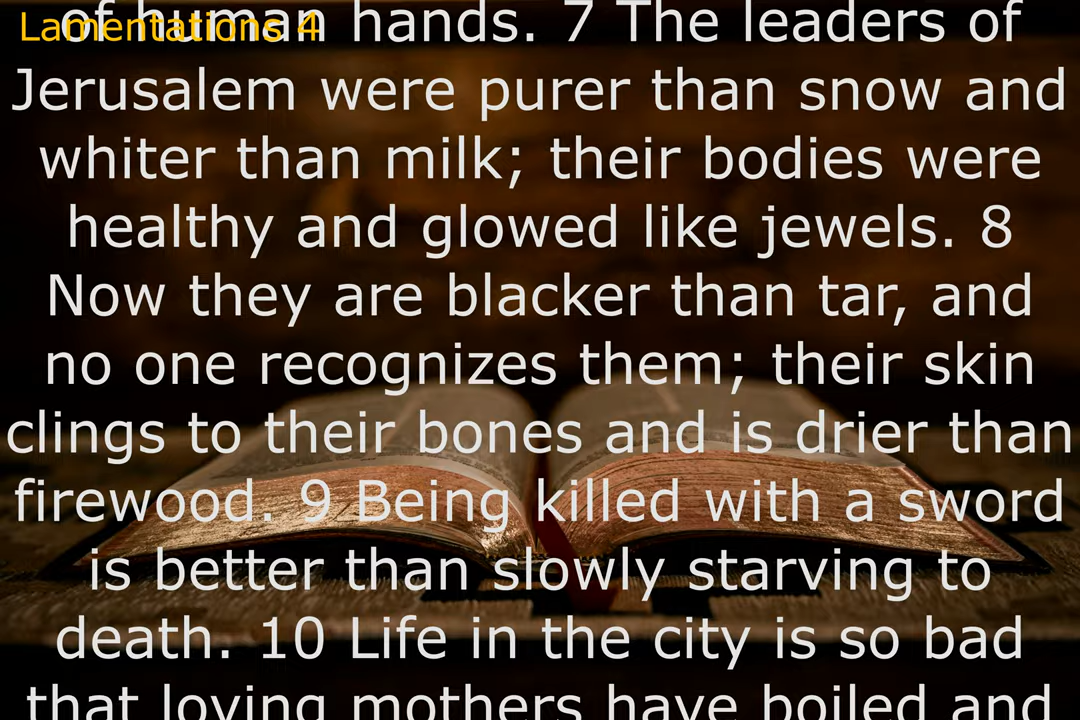 Lamentations 4
of human hands. 7 The leaders of
Jerusalem were purer than snow and
whiter than milk; their bodies were
healthy and glowed like jewels. 8
Now they are blacker than tar, and
no one recognizes them; their skin
clings to their bones and is drier than
firewood. 9 Being killed with a sword
is better than slowly starving to
death. 10 Life in the city is so bad
that loving mothers have boiled and